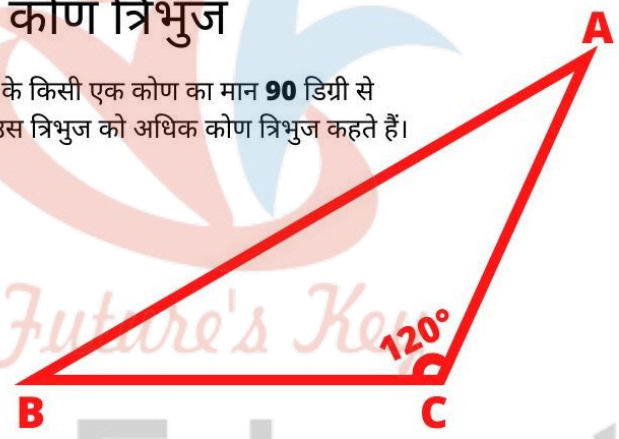 कोण त्रिभुज
A
के किसी एक कोण का मान 90 डिग्री से
उस त्रिभुज को अधिक कोण त्रिभुज कहते हैं।
Future's Key
120°
B
C